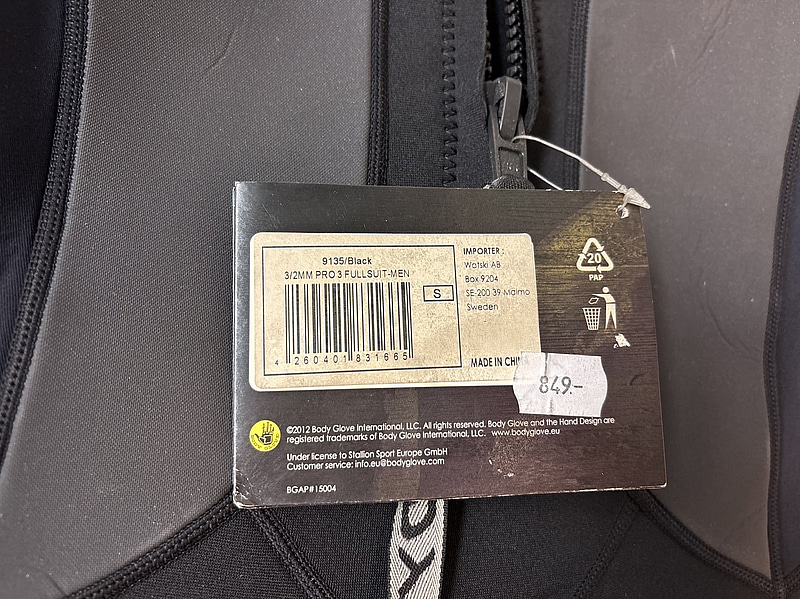 9135/Black
3/2MM PRO 3 FULLSUIT-MEN
S
4 260401 831665
IMPORTER :
Watski AB
Box 9204
SE-200 39 Malmo
Sweden
MADE IN CHIN
849.-
20
PAP
©2012 Body Glove International, LLC. All rights reserved. Body Glove and the Hand Design are
registered trademarks of Body Glove International, LLC. www.bodyglove.eu
Under license to Stallion Sport Europe GmbH
Customer service: info.eu@bodyglove.com
BGAP#15004